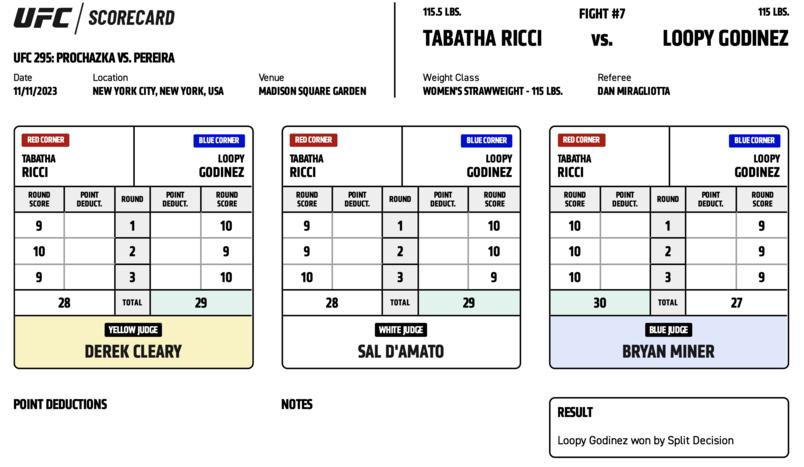 UFC SCORECARD
UFC 295: PROCHAZKA VS. PEREIRA
Date Location Venue
11/11/2023 NEW YORK CITY, NEW YORK, USA MADISON SQUARE GARDEN
115.5 LBS. FIGHT #7 115 LBS.
TABATHA RICCI VS. LOOPY GODINEZ
Weight Class Referee
WOMEN'S STRAWWEIGHT - 115 LBS. DAN MIRAGLIOTTA
RED CORNER BLUE CORNER
TABATHA LOOPY
RICCI GODINEZ
ROUND POINT ROUND POINT ROUND
SCORE DEDUCT. DEDUCT. SCORE
9 1 10
10 2 9
9 3 10
28 TOTAL 29
YELLOW JUDGE
DEREK CLEARY
RED CORNER BLUE CORNER
TABATHA LOOPY
RICCI GODINEZ
ROUND POINT ROUND POINT ROUND
SCORE DEDUCT. DEDUCT. SCORE
9 1 10
9 2 10
10 3 9
28 TOTAL 29
WHITE JUDGE
SAL D'AMATO
RED CORNER BLUE CORNER
TABATHA LOOPY
RICCI GODINEZ
ROUND POINT ROUND POINT ROUND
SCORE DEDUCT. DEDUCT. SCORE
10 1 9
10 2 9
10 3 9
30 TOTAL 27
BLUE JUDGE
BRYAN MINER
POINT DEDUCTIONS
NOTES
RESULT
Loopy Godinez won by Split Decision